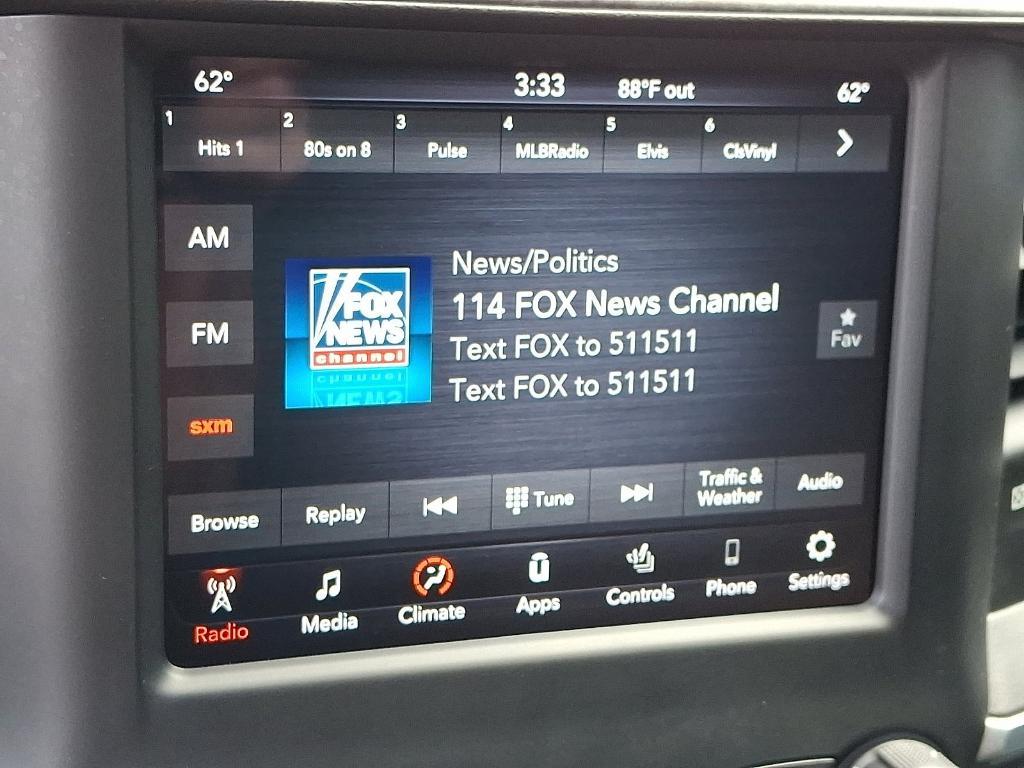 62° 3:33 88°F out 62°
1 Hits 1
2 80s on 8
3 Pulse
4 MLBRadio
5 Elvis
6 ClsVinyl
AM
FM
sxm
FOX
NEWS
channel
News/Politics
114 FOX News Channel
Text FOX to 511511
Text FOX to 511511
Fav
Browse
Replay
Tune
Traffic &
Weather
Audio
Radio
Media
Climate
Apps
Controls
Phone
Settings